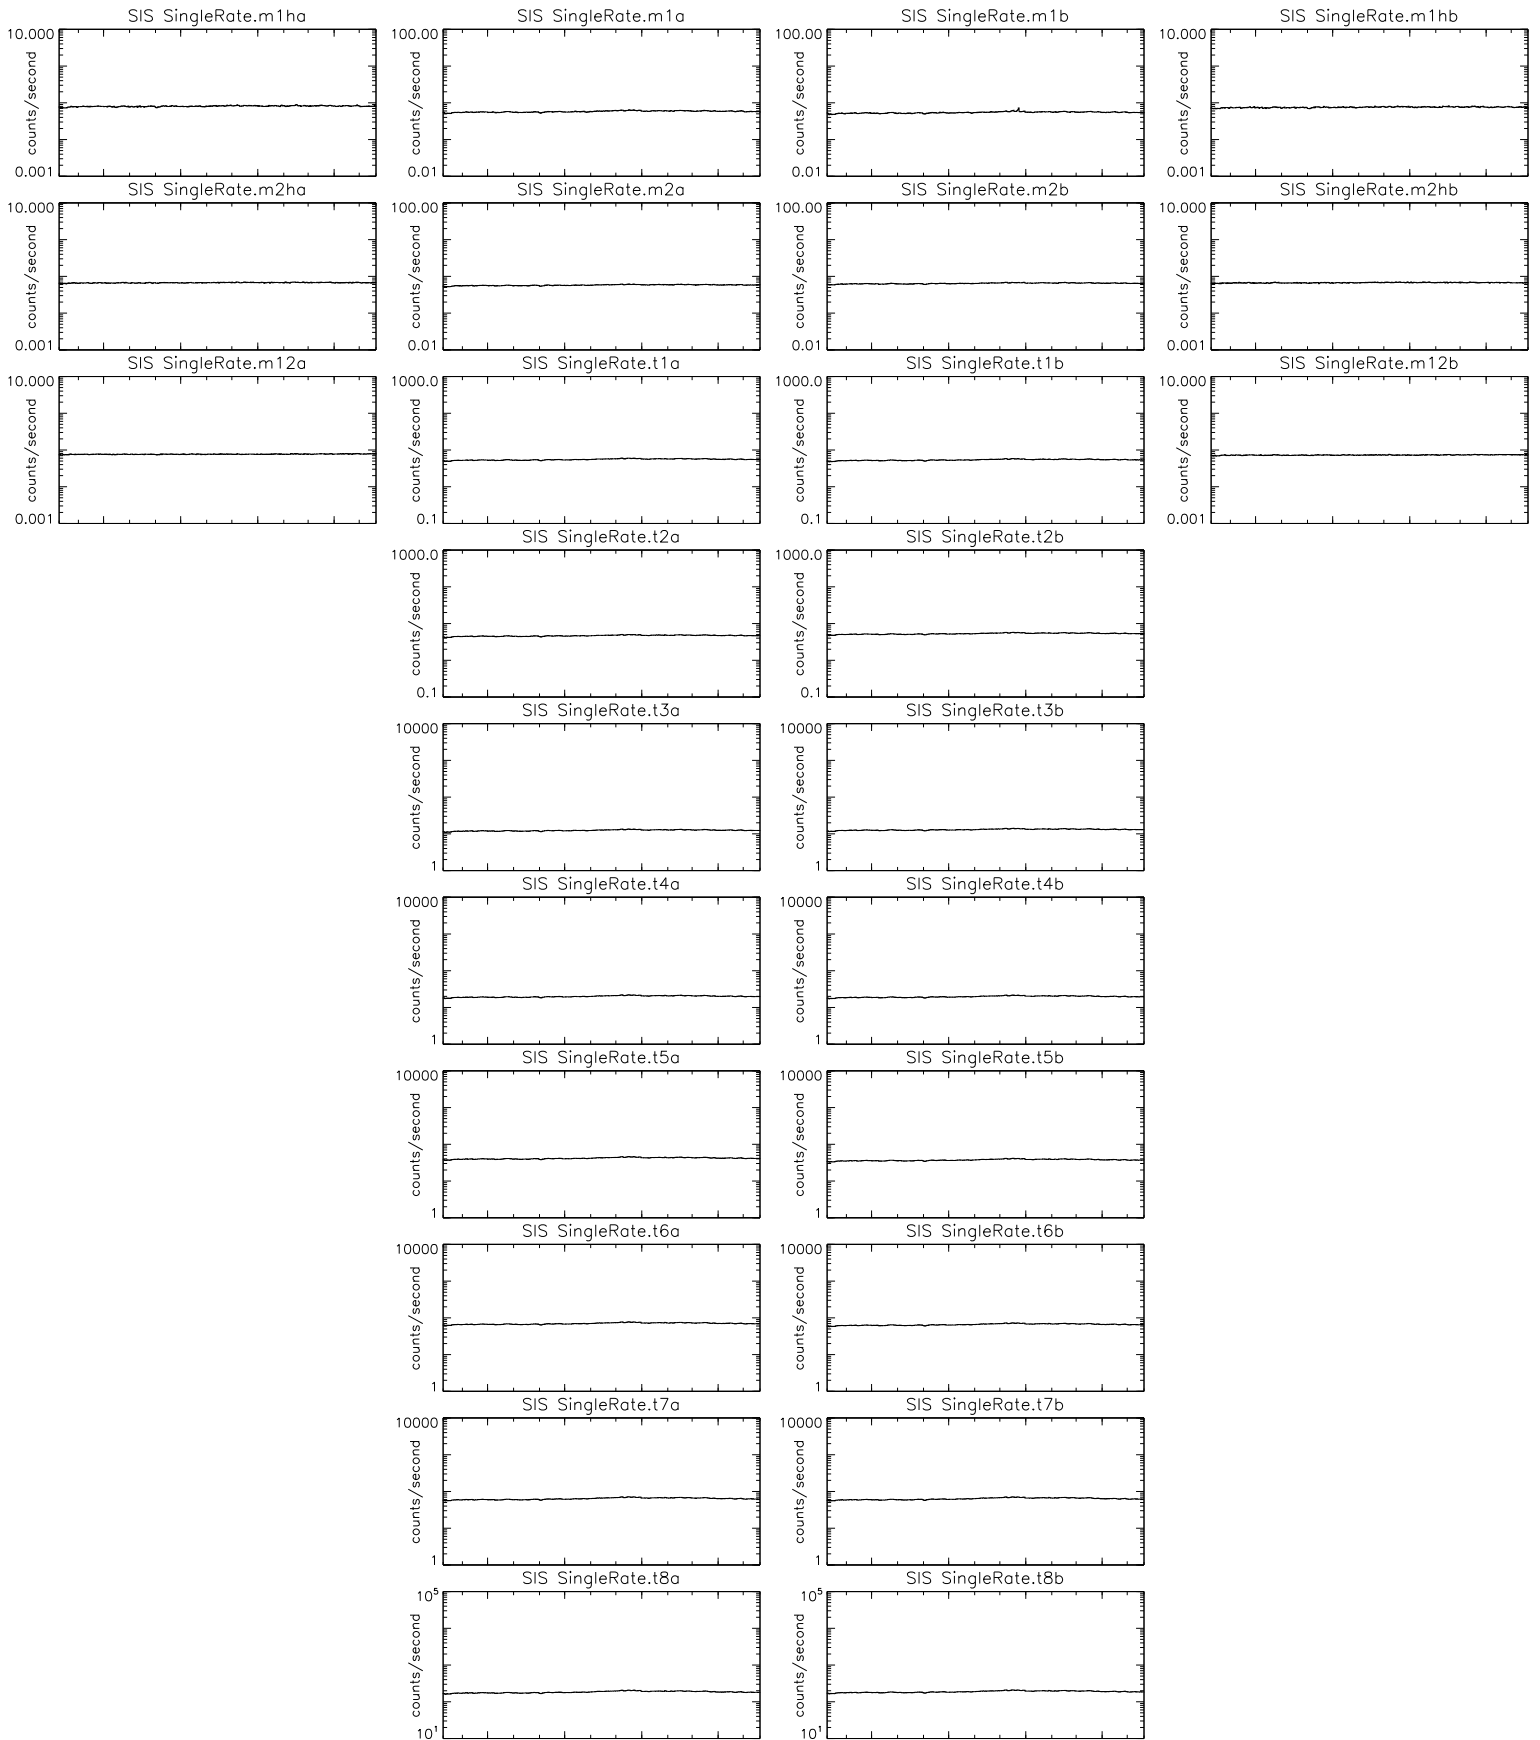 SIS SingleRate.m1ha
SIS SingleRate.m1a
SIS SingleRate.m1b
SIS SingleRate.m1hb
10.000
counts/second
0.001
100.00
counts/second
0.01
100.00
counts/second
0.01
10.000
counts/second
0.001
SIS SingleRate.m2ha
SIS SingleRate.m2a
SIS SingleRate.m2b
SIS SingleRate.m2hb
10.000
counts/second
0.001
100.00
counts/second
0.01
100.00
counts/second
0.01
10.000
counts/second
0.001
SIS SingleRate.m12a
SIS SingleRate.t1a
SIS SingleRate.t1b
SIS SingleRate.m12b
10.000
counts/second
0.001
1000.0
counts/second
0.1
1000.0
counts/second
0.1
10.000
counts/second
0.001
SIS SingleRate.t2a
SIS SingleRate.t2b
1000.0
counts/second
0.1
1000.0
counts/second
0.1
SIS SingleRate.t3a
SIS SingleRate.t3b
10000
counts/second
1
10000
counts/second
1
SIS SingleRate.t4a
SIS SingleRate.t4b
10000
counts/second
1
10000
counts/second
1
SIS SingleRate.t5a
SIS SingleRate.t5b
10000
counts/second
1
10000
counts/second
1
SIS SingleRate.t6a
SIS SingleRate.t6b
10000
counts/second
1
10000
counts/second
1
SIS SingleRate.t7a
SIS SingleRate.t7b
10000
counts/second
1
10000
counts/second
1
SIS SingleRate.t8a
SIS SingleRate.t8b
10⁵
counts/second
10¹
10⁵
counts/second
10¹